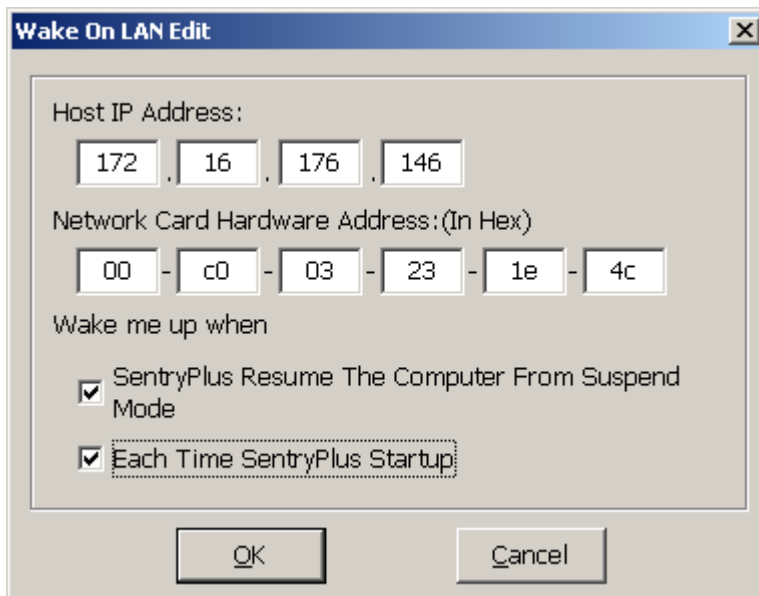 Wake On LAN Edit
Host IP Address:
172 . 16 . 176 . 146
Network Card Hardware Address:(In Hex)
00 - c0 - 03 - 23 - 1e - 4c
Wake me up when
SentryPlus Resume The Computer From Suspend
Mode
Each Time SentryPlus Startup
OK Cancel